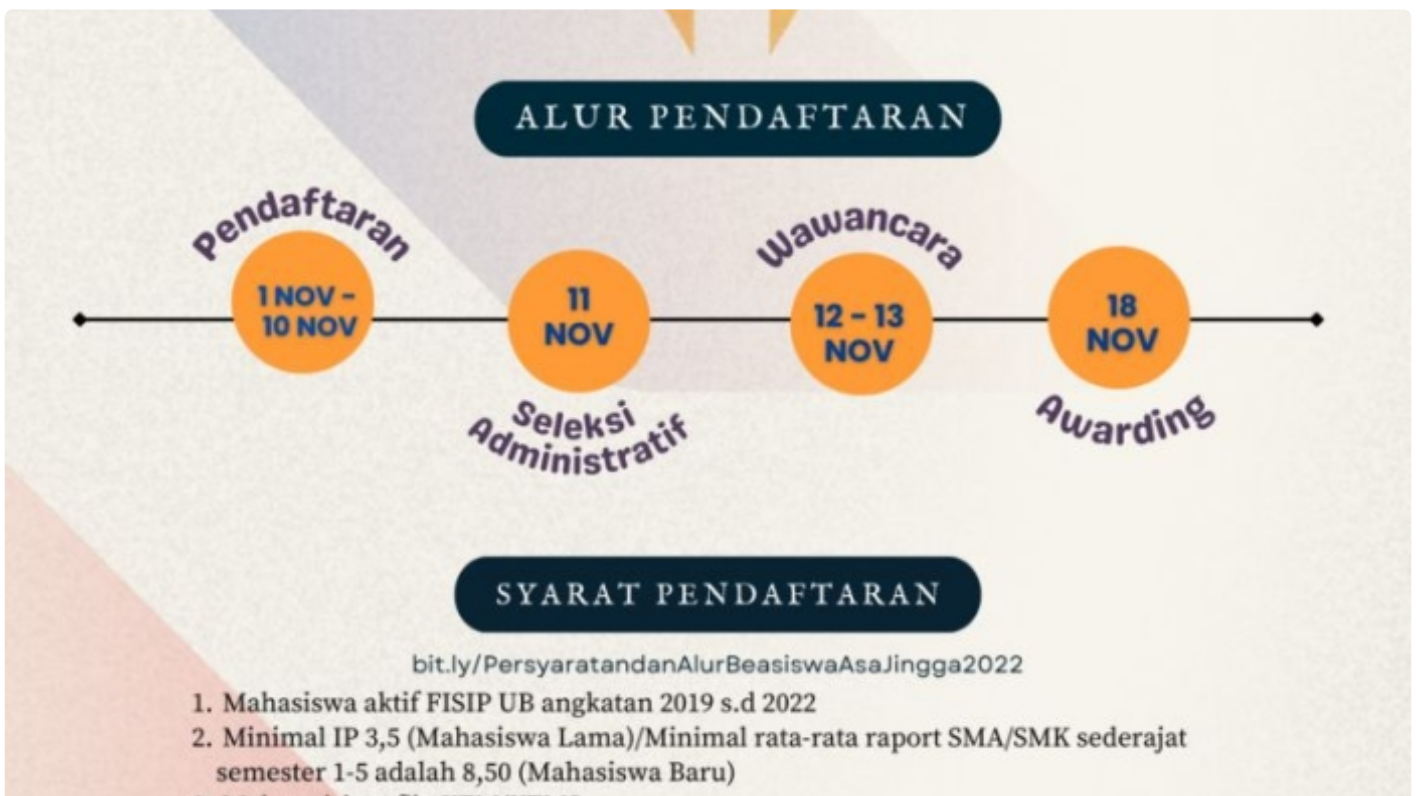 ALUR PENDAFTARAN
Pendaftaran
1 NOV –
10 NOV
11
NOV
Seleksi
Administratif
Wawancara
12 – 13
NOV
18
NOV
Awarding
SYARAT PENDAFTARAN
bit.ly/PersyaratandanAlurBeasiswaAsaJingga2022
1. Mahasiswa aktif FISIP UB angkatan 2019 s.d 2022
2. Minimal IP 3,5 (Mahasiswa Lama)/Minimal rata-rata raport SMA/SMK sederajat
semester 1-5 adalah 8,50 (Mahasiswa Baru)